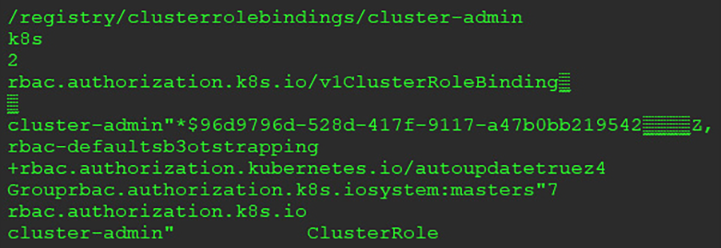 /registry/clusterrolebindings/cluster-admin
k8s
2
rbac.authorization.k8s.io/v1ClusterRoleBinding▒
▒
cluster-admin"*$96d9796d-528d-417f-9117-a47b0bb219542▒▒▒▒Z,
rbac-defaultsb3otstrapping
+rbac.authorization.kubernetes.io/autoupdatetruez4
Grouprbac.authorization.k8s.iosystem:masters"7
rbac.authorization.k8s.io
cluster-admin" ClusterRole